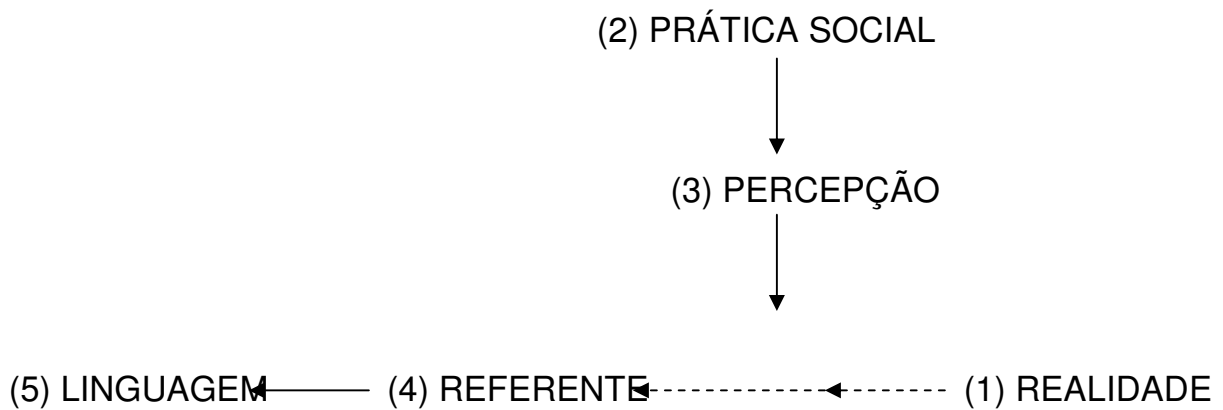 (2) PRÁTICA SOCIAL
(3) PERCEPÇÃO
(5) LINGUAGEM (4) REFERENTE (1) REALIDADE